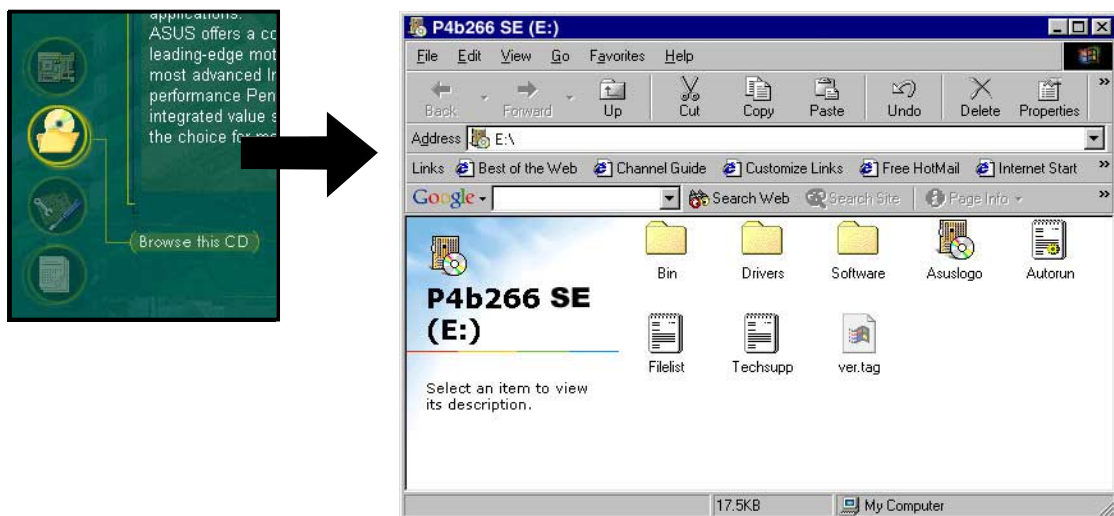 applications.
ASUS offers a co
leading-edge mot
most advanced In
performance Pen
integrated value s
the choice for mo
Browse this CD
P4b266 SE (E:)
File Edit View Go Favorites Help
Back Forward Up Cut Copy Paste Undo Delete Properties »
Address E:\
Links Best of the Web Channel Guide Customize Links Free HotMail Internet Start »
Google Search Web Search Site Page Info »
P4b266 SE
(E:)
Select an item to view
its description.
Bin Drivers Software Asuslogo Autorun
Filelist Techsupp ver.tag
17.5KB My Computer